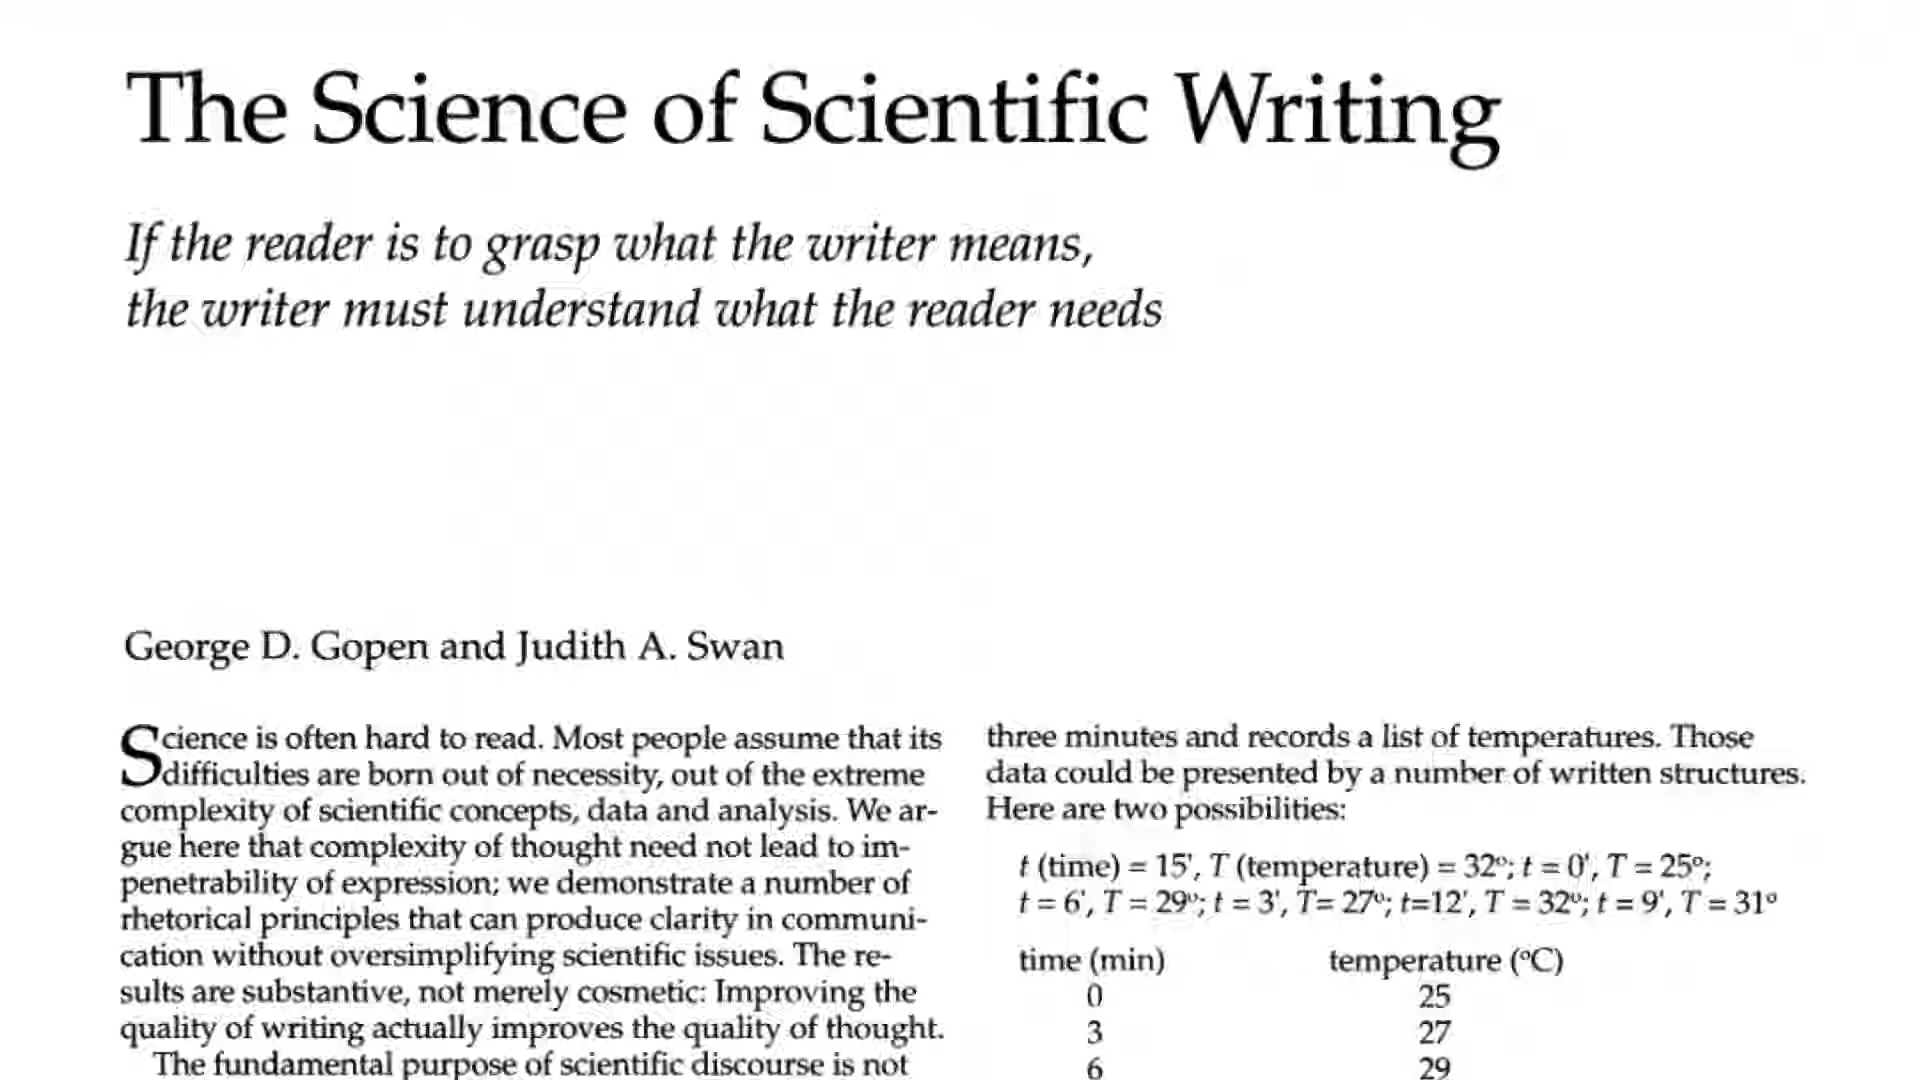 The Science of Scientific Writing
If the reader is to grasp what the writer means,
the writer must understand what the reader needs
George D. Gopen and Judith A. Swan
Science is often hard to read. Most people assume that its
difficulties are born out of necessity, out of the extreme
complexity of scientific concepts, data and analysis. We ar-
gue here that complexity of thought need not lead to im-
penetrability of expression; we demonstrate a number of
rhetorical principles that can produce clarity in communi-
cation without oversimplifying scientific issues. The re-
sults are substantive, not merely cosmetic: Improving the
quality of writing actually improves the quality of thought.
The fundamental purpose of scientific discourse is not
three minutes and records a list of temperatures. Those
data could be presented by a number of written structures.
Here are two possibilities:
t (time) = 15', T (temperature) = 32º; t = 0', T = 25º;
t = 6', T = 29º; t = 3', T= 27º; t=12', T = 32º; t = 9', T = 31º
time (min) temperature (ºC)
0 25
3 27
6 29